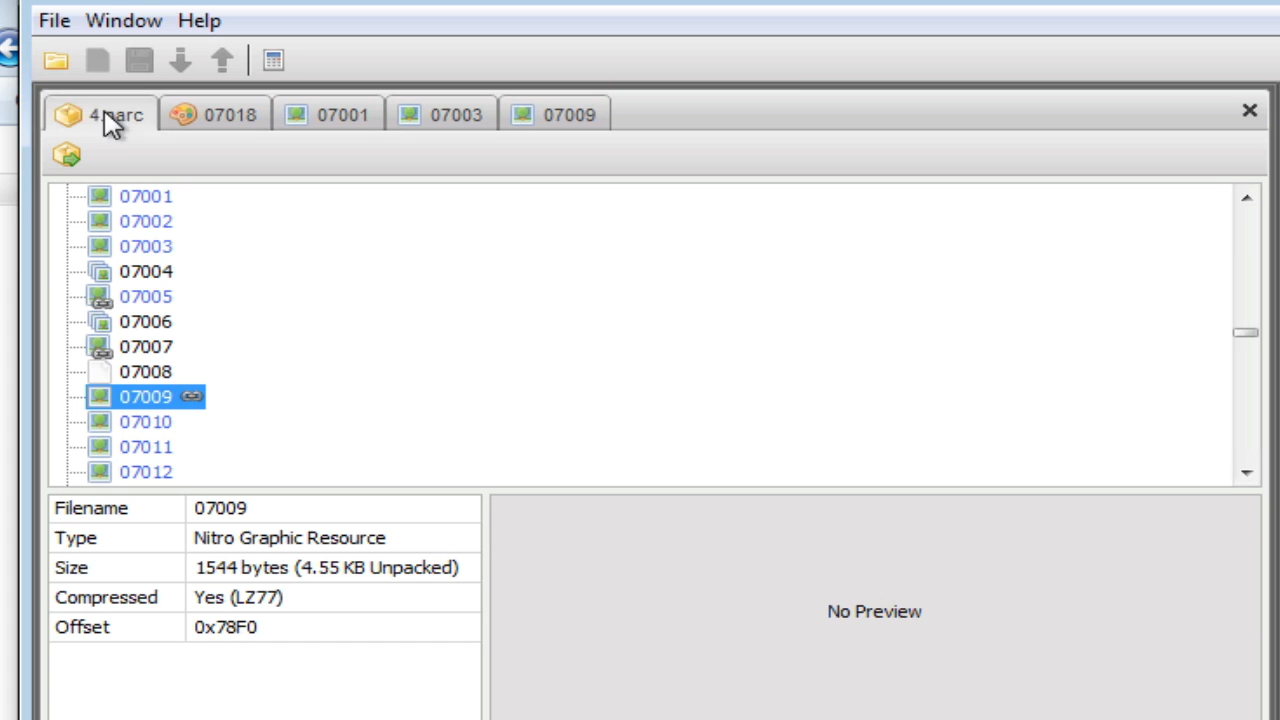 File Window Help
07018 07001 07003 07009
07001
07002
07003
07004
07005
07006
07007
07008
07009
07010
07011
07012
Filename 07009
Type Nitro Graphic Resource
Size 1544 bytes (4.55 KB Unpacked)
Compressed Yes (LZ77)
Offset 0x78F0
No Preview